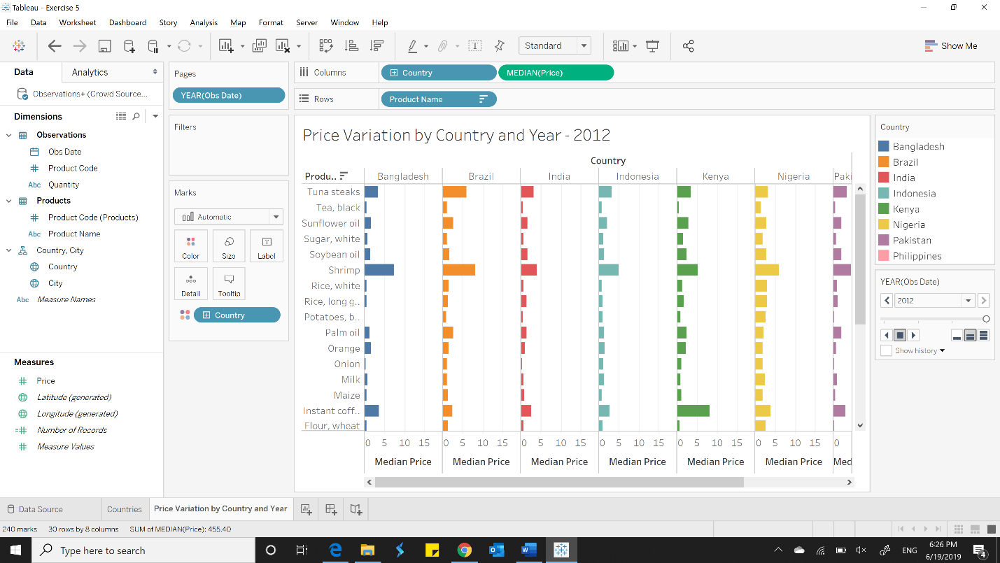 Tableau - Exercise 5
File Data Worksheet Dashboard Story Analysis Map Format Server Window Help
Standard
Show Me
Data Analytics
Observations+ (Crowd Source...
Dimensions
Observations
Obs Date
Product Code
Abc Quantity
Products
Product Code (Products)
Abc Product Name
Country, City
Country
City
Abc Measure Names
Measures
Price
Latitude (generated)
Longitude (generated)
=# Number of Records
Measure Values
Pages
YEAR(Obs Date)
Filters
Marks
Automatic
Color Size Label
Detail Tooltip
Country
Columns Country MEDIAN(Price)
Rows Product Name
Price Variation by Country and Year - 2012
Country
Produ.. Bangladesh Brazil India Indonesia Kenya Nigeria Paki
Tuna steaks
Tea, black
Sunflower oil
Sugar, white
Soybean oil
Shrimp
Rice, white
Rice, long g..
Potatoes, b..
Palm oil
Orange
Onion
Milk
Maize
Instant coff..
Flour, wheat
0 5 10 15 0 5 10 15 0 5 10 15 0 5 10 15 0 5 10 15 0 5 10 15 0
Median Price Median Price Median Price Median Price Median Price Median Price Med
Country
Bangladesh
Brazil
India
Indonesia
Kenya
Nigeria
Pakistan
Philippines
YEAR(Obs Date)
2012
Show history
Data Source Countries Price Variation by Country and Year
240 marks 30 rows by 8 columns SUM of MEDIAN(Price): 455.40
Type here to search
ENG
6:26 PM
6/19/2019
4